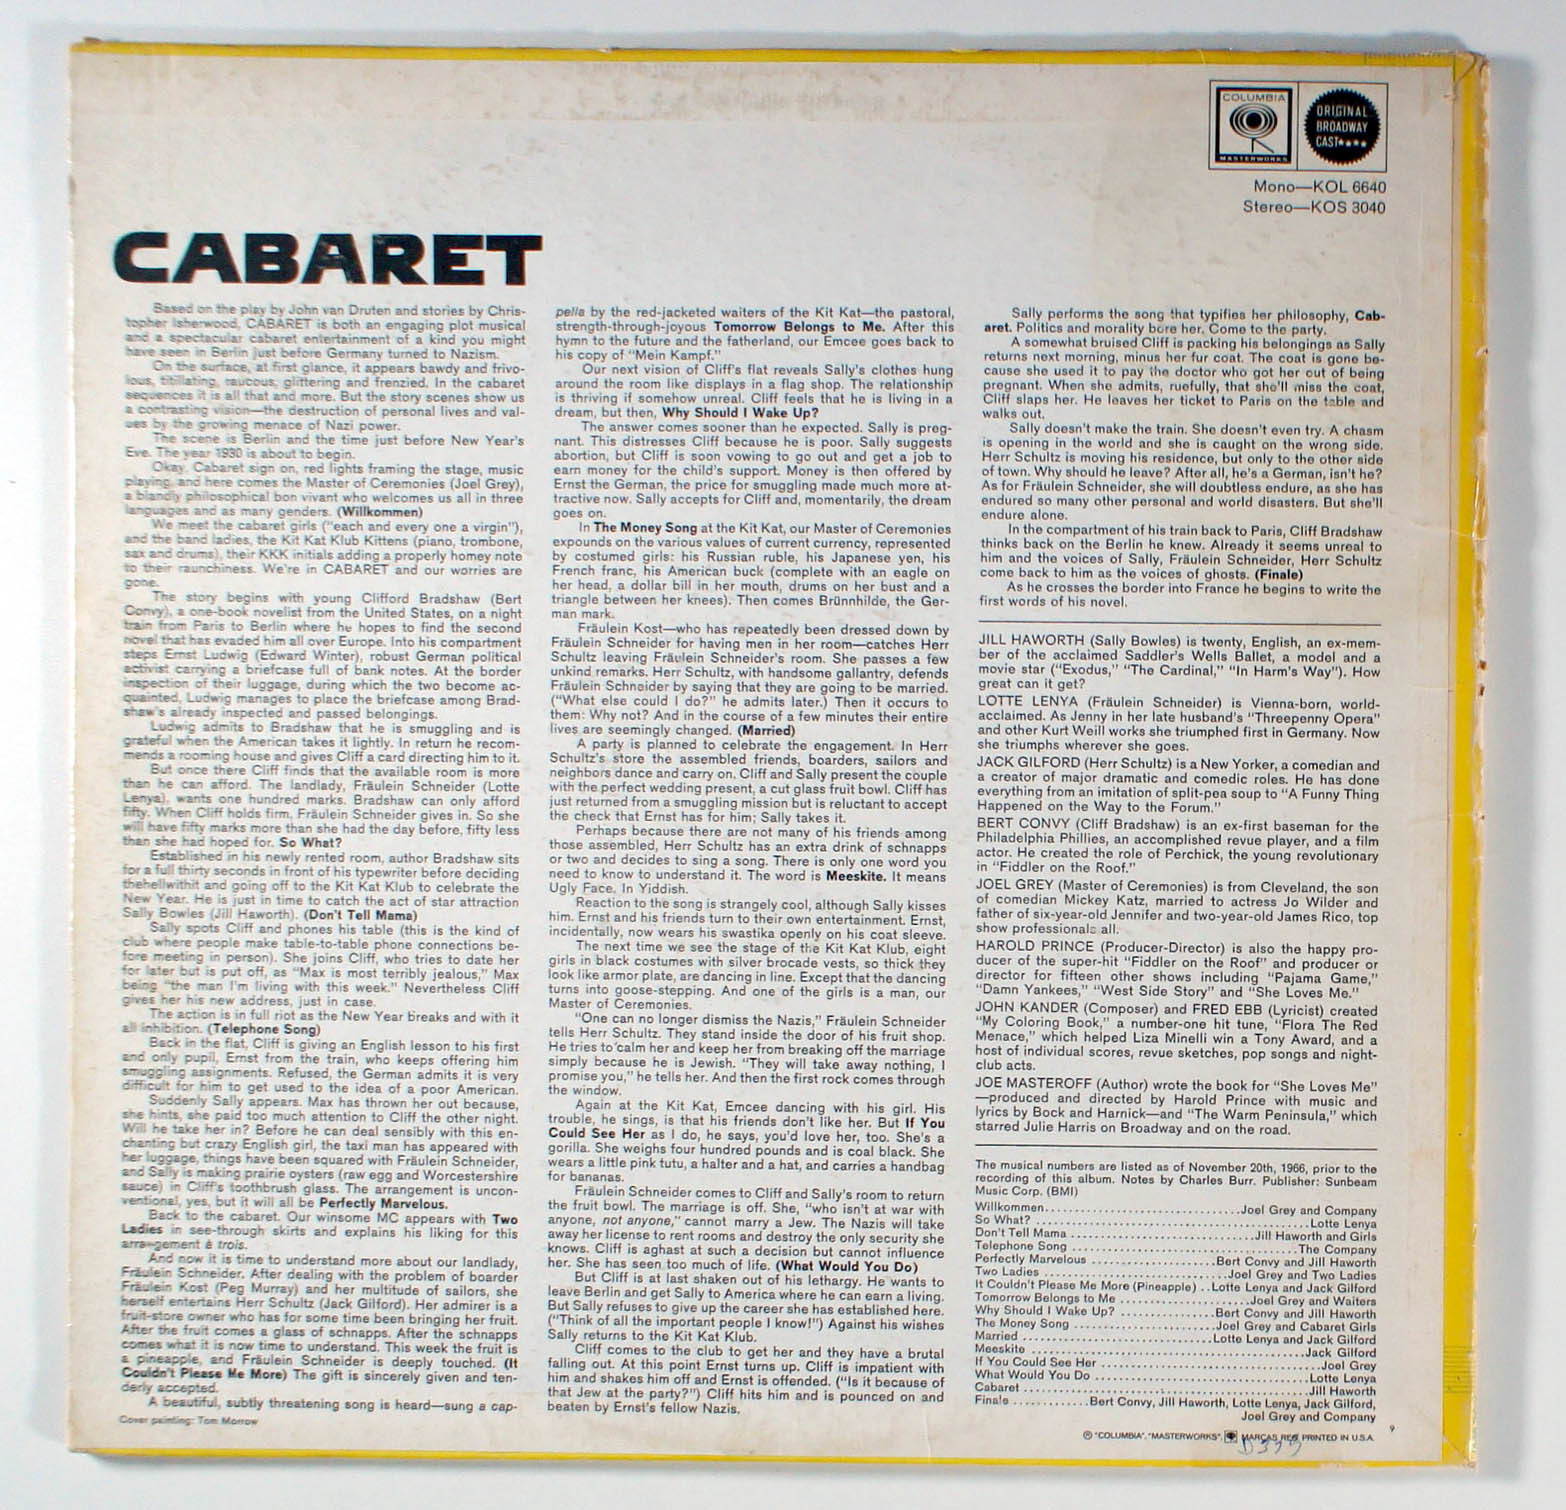 COLUMBIA
MASTERWORKS
ORIGINAL
BROADWAY
CAST★★★★
Mono—KOL 6640
Stereo—KOS 3040
CABARET
Based on the play by John van Druten and stories by Chris-
topher Isherwood, CABARET is both an engaging plot musical
and a spectacular cabaret entertainment of a kind you might
have seen in Berlin just before Germany turned to Nazism.
On the surface, at first glance, it appears bawdy and frivo-
lous, titillating, raucous, glittering and frenzied. In the cabaret
sequences it is all that and more. But the story scenes show us
a contrasting vision—the destruction of personal lives and val-
ues by the growing menace of Nazi power.
The scene is Berlin and the time just before New Year's
Eve. The year 1930 is about to begin.
Okay. Cabaret sign on, red lights framing the stage, music
playing, and here comes the Master of Ceremonies (Joel Grey),
a blandly philosophical bon vivant who welcomes us all in three
languages and as many genders. (Willkommen)
We meet the cabaret girls ("each and every one a virgin"),
and the band ladies, the Kit Kat Klub Kittens (piano, trombone,
sax and drums), their KKK initials adding a properly homey note
to their raunchiness. We're in CABARET and our worries are
gone.
The story begins with young Clifford Bradshaw (Bert
Convy), a one-book novelist from the United States, on a night
train from Paris to Berlin where he hopes to find the second
novel that has evaded him all over Europe. Into his compartment
steps Ernst Ludwig (Edward Winter), robust German political
activist carrying a briefcase full of bank notes. At the border
inspection of their luggage, during which the two become ac-
quainted, Ludwig manages to place the briefcase among Brad-
shaw's already inspected and passed belongings.
Ludwig admits to Bradshaw that he is smuggling and is
grateful when the American takes it lightly. In return he recom-
mends a rooming house and gives Cliff a card directing him to it.
But once there Cliff finds that the available room is more
than he can afford. The landlady, Fräulein Schneider (Lotte
Lenya), wants one hundred marks. Bradshaw can only afford
fifty. When Cliff holds firm, Fräulein Schneider gives in. So she
will have fifty marks more than she had the day before, fifty less
than she had hoped for. So What?
Established in his newly rented room, author Bradshaw sits
for a full thirty seconds in front of his typewriter before deciding
thehellwithit and going off to the Kit Kat Klub to celebrate the
New Year. He is just in time to catch the act of star attraction
Sally Bowles (Jill Haworth). (Don't Tell Mama)
Sally spots Cliff and phones his table (this is the kind of
club where people make table-to-table phone connections be-
fore meeting in person). She joins Cliff, who tries to date her
for later but is put off, as "Max is most terribly jealous," Max
being "the man I'm living with this week." Nevertheless Cliff
gives her his new address, just in case.
The action is in full riot as the New Year breaks and with it
all inhibition. (Telephone Song)
Back in the flat, Cliff is giving an English lesson to his first
and only pupil, Ernst from the train, who keeps offering him
smuggling assignments. Refused, the German admits it is very
difficult for him to get used to the idea of a poor American.
Suddenly Sally appears. Max has thrown her out because,
she hints, she paid too much attention to Cliff the other night.
Will he take her in? Before he can deal sensibly with this en-
chanting but crazy English girl, the taxi man has appeared with
her luggage, things have been squared with Fräulein Schneider,
and Sally is making prairie oysters (raw egg and Worcestershire
sauce) in Cliff's toothbrush glass. The arrangement is uncon-
ventional, yes, but it will all be Perfectly Marvelous.
Back to the cabaret. Our winsome MC appears with Two
Ladies in see-through skirts and explains his liking for this
arrangement à trois.
And now it is time to understand more about our landlady,
Fräulein Schneider. After dealing with the problem of boarder
Fräulein Kost (Peg Murray) and her multitude of sailors, she
herself entertains Herr Schultz (Jack Gilford). Her admirer is a
fruit-store owner who has for some time been bringing her fruit.
After the fruit comes a glass of schnapps. After the schnapps
comes what it is now time to understand. This week the fruit is
a pineapple, and Fräulein Schneider is deeply touched. (It
Couldn't Please Me More) The gift is sincerely given and ten-
derly accepted.
A beautiful, subtly threatening song is heard—sung a cap-
Cover painting: Tom Morrow
pella by the red-jacketed waiters of the Kit Kat—the pastoral,
strength-through-joyous Tomorrow Belongs to Me. After this
hymn to the future and the fatherland, our Emcee goes back to
his copy of "Mein Kampf."
Our next vision of Cliff's flat reveals Sally's clothes hung
around the room like displays in a flag shop. The relationship
is thriving if somehow unreal. Cliff feels that he is living in a
dream, but then, Why Should I Wake Up?
The answer comes sooner than he expected. Sally is preg-
nant. This distresses Cliff because he is poor. Sally suggests
abortion, but Cliff is soon vowing to go out and get a job to
earn money for the child's support. Money is then offered by
Ernst the German, the price for smuggling made much more at-
tractive now. Sally accepts for Cliff and, momentarily, the dream
goes on.
In The Money Song at the Kit Kat, our Master of Ceremonies
expounds on the various values of current currency, represented
by costumed girls: his Russian ruble, his Japanese yen, his
French franc, his American buck (complete with an eagle on
her head, a dollar bill in her mouth, drums on her bust and a
triangle between her knees). Then comes Brünnhilde, the Ger-
man mark.
Fräulein Kost—who has repeatedly been dressed down by
Fräulein Schneider for having men in her room—catches Herr
Schultz leaving Fräulein Schneider's room. She passes a few
unkind remarks. Herr Schultz, with handsome gallantry, defends
Fräulein Schneider by saying that they are going to be married.
("What else could I do?" he admits later.) Then it occurs to
them: Why not? And in the course of a few minutes their entire
lives are seemingly changed. (Married)
A party is planned to celebrate the engagement. In Herr
Schultz's store the assembled friends, boarders, sailors and
neighbors dance and carry on. Cliff and Sally present the couple
with the perfect wedding present, a cut glass fruit bowl. Cliff has
just returned from a smuggling mission but is reluctant to accept
the check that Ernst has for him; Sally takes it.
Perhaps because there are not many of his friends among
those assembled, Herr Schultz has an extra drink of schnapps
or two and decides to sing a song. There is only one word you
need to know to understand it. The word is Meeskite. It means
Ugly Face. In Yiddish.
Reaction to the song is strangely cool, although Sally kisses
him. Ernst and his friends turn to their own entertainment. Ernst,
incidentally, now wears his swastika openly on his coat sleeve.
The next time we see the stage of the Kit Kat Klub, eight
girls in black costumes with silver brocade vests, so thick they
look like armor plate, are dancing in line. Except that the dancing
turns into goose-stepping. And one of the girls is a man, our
Master of Ceremonies.
"One can no longer dismiss the Nazis," Fräulein Schneider
tells Herr Schultz. They stand inside the door of his fruit shop.
He tries to calm her and keep her from breaking off the marriage
simply because he is Jewish. "They will take away nothing, I
promise you," he tells her. And then the first rock comes through
the window.
Again at the Kit Kat, Emcee dancing with his girl. His
trouble, he sings, is that his friends don't like her. But If You
Could See Her as I do, he says, you'd love her, too. She's a
gorilla. She weighs four hundred pounds and is coal black. She
wears a little pink tutu, a halter and a hat, and carries a handbag
for bananas.
Fräulein Schneider comes to Cliff and Sally's room to return
the fruit bowl. The marriage is off. She, "who isn't at war with
anyone, not anyone," cannot marry a Jew. The Nazis will take
away her license to rent rooms and destroy the only security she
knows. Cliff is aghast at such a decision but cannot influence
her. She has seen too much of life. (What Would You Do)
But Cliff is at last shaken out of his lethargy. He wants to
leave Berlin and get Sally to America where he can earn a living.
But Sally refuses to give up the career she has established here.
("Think of all the important people I know!") Against his wishes
Sally returns to the Kit Kat Klub.
Cliff comes to the club to get her and they have a brutal
falling out. At this point Ernst turns up. Cliff is impatient with
him and shakes him off and Ernst is offended. ("Is it because of
that Jew at the party?") Cliff hits him and is pounced on and
beaten by Ernst's fellow Nazis.
Sally performs the song that typifies her philosophy, Cab-
aret. Politics and morality bore her. Come to the party.
A somewhat bruised Cliff is packing his belongings as Sally
returns next morning, minus her fur coat. The coat is gone be-
cause she used it to pay the doctor who got her out of being
pregnant. When she admits, ruefully, that she'll miss the coat,
Cliff slaps her. He leaves her ticket to Paris on the table and
walks out.
Sally doesn't make the train. She doesn't even try. A chasm
is opening in the world and she is caught on the wrong side.
Herr Schultz is moving his residence, but only to the other side
of town. Why should he leave? After all, he's a German, isn't he?
As for Fräulein Schneider, she will doubtless endure, as she has
endured so many other personal and world disasters. But she'll
endure alone.
In the compartment of his train back to Paris, Cliff Bradshaw
thinks back on the Berlin he knew. Already it seems unreal to
him and the voices of Sally, Fräulein Schneider, Herr Schultz
come back to him as the voices of ghosts. (Finale)
As he crosses the border into France he begins to write the
first words of his novel.
JILL HAWORTH (Sally Bowles) is twenty, English, an ex-mem-
ber of the acclaimed Saddler's Wells Ballet, a model and a
movie star ("Exodus," "The Cardinal," "In Harm's Way"). How
great can it get?
LOTTE LENYA (Fräulein Schneider) is Vienna-born, world-
acclaimed. As Jenny in her late husband's "Threepenny Opera"
and other Kurt Weill works she triumphed first in Germany. Now
she triumphs wherever she goes.
JACK GILFORD (Herr Schultz) is a New Yorker, a comedian and
a creator of major dramatic and comedic roles. He has done
everything from an imitation of split-pea soup to "A Funny Thing
Happened on the Way to the Forum."
BERT CONVY (Cliff Bradshaw) is an ex-first baseman for the
Philadelphia Phillies, an accomplished revue player, and a film
actor. He created the role of Perchick, the young revolutionary
in "Fiddler on the Roof."
JOEL GREY (Master of Ceremonies) is from Cleveland, the son
of comedian Mickey Katz, married to actress Jo Wilder and
father of six-year-old Jennifer and two-year-old James Rico, top
show professionals all.
HAROLD PRINCE (Producer-Director) is also the happy pro-
ducer of the super-hit "Fiddler on the Roof" and producer or
director for fifteen other shows including "Pajama Game,"
"Damn Yankees," "West Side Story" and "She Loves Me."
JOHN KANDER (Composer) and FRED EBB (Lyricist) created
"My Coloring Book," a number-one hit tune, "Flora The Red
Menace," which helped Liza Minelli win a Tony Award, and a
host of individual scores, revue sketches, pop songs and night-
club acts.
JOE MASTEROFF (Author) wrote the book for "She Loves Me"
—produced and directed by Harold Prince with music and
lyrics by Bock and Harnick—and "The Warm Peninsula," which
starred Julie Harris on Broadway and on the road.
The musical numbers are listed as of November 20th, 1966, prior to the
recording of this album. Notes by Charles Burr. Publisher: Sunbeam
Music Corp. (BMI)
Willkommen..............................Joel Grey and Company
So What? ..........................................Lotte Lenya
Don't Tell Mama ............................Jill Haworth and Girls
Telephone Song ...................................The Company
Perfectly Marvelous ....................Bert Convy and Jill Haworth
Two Ladies ............................Joel Grey and Two Ladies
It Couldn't Please Me More (Pineapple) ..Lotte Lenya and Jack Gilford
Tomorrow Belongs to Me ....................Joel Grey and Waiters
Why Should I Wake Up? ...............Bert Convy and Jill Haworth
The Money Song ......................Joel Grey and Cabaret Girls
Married ............................Lotte Lenya and Jack Gilford
Meeskite ..........................................Jack Gilford
If You Could See Her ..................................Joel Grey
What Would You Do ..................................Lotte Lenya
Cabaret ............................................Jill Haworth
Finale ............Bert Convy, Jill Haworth, Lotte Lenya, Jack Gilford,
Joel Grey and Company
9
Ⓟ "COLUMBIA", "MASTERWORKS", MARCAS REG. PRINTED IN U.S.A.